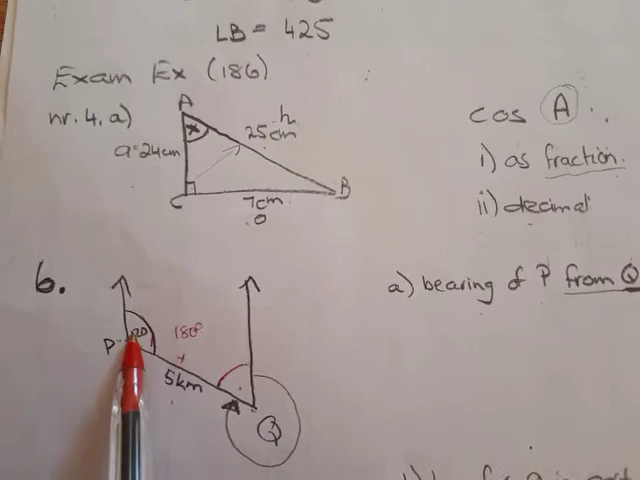 LB = 425
Exam Ex (186)
nr. 4. a)
A
x
h
25cm
a=24cm
C
7cm
O
B
cos A
i) as fraction.
ii) decimal
6.
a) bearing of P from Q
120
P
180°
5km
Q